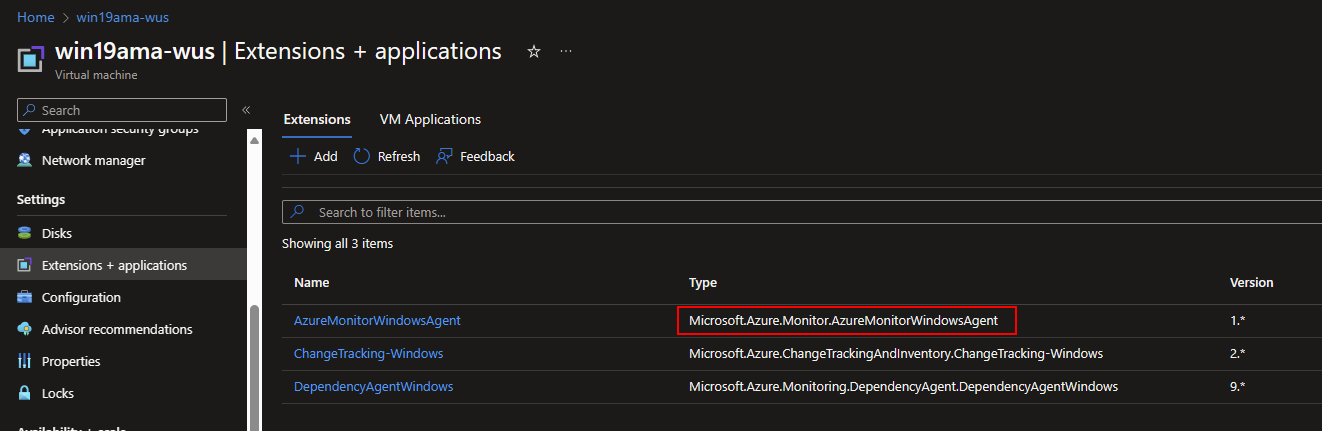 Home > win19ama-wus
win19ama-wus | Extensions + applications ☆ ...
Virtual machine
Search «
Application security groups
Network manager
Settings
Disks
Extensions + applications
Configuration
Advisor recommendations
Properties
Locks
Availability + scale
Extensions VM Applications
Add Refresh Feedback
Search to filter items...
Showing all 3 items
Name Type Version
AzureMonitorWindowsAgent Microsoft.Azure.Monitor.AzureMonitorWindowsAgent 1.*
ChangeTracking-Windows Microsoft.Azure.ChangeTrackingAndInventory.ChangeTracking-Windows 2.*
DependencyAgentWindows Microsoft.Azure.Monitoring.DependencyAgent.DependencyAgentWindows 9.*